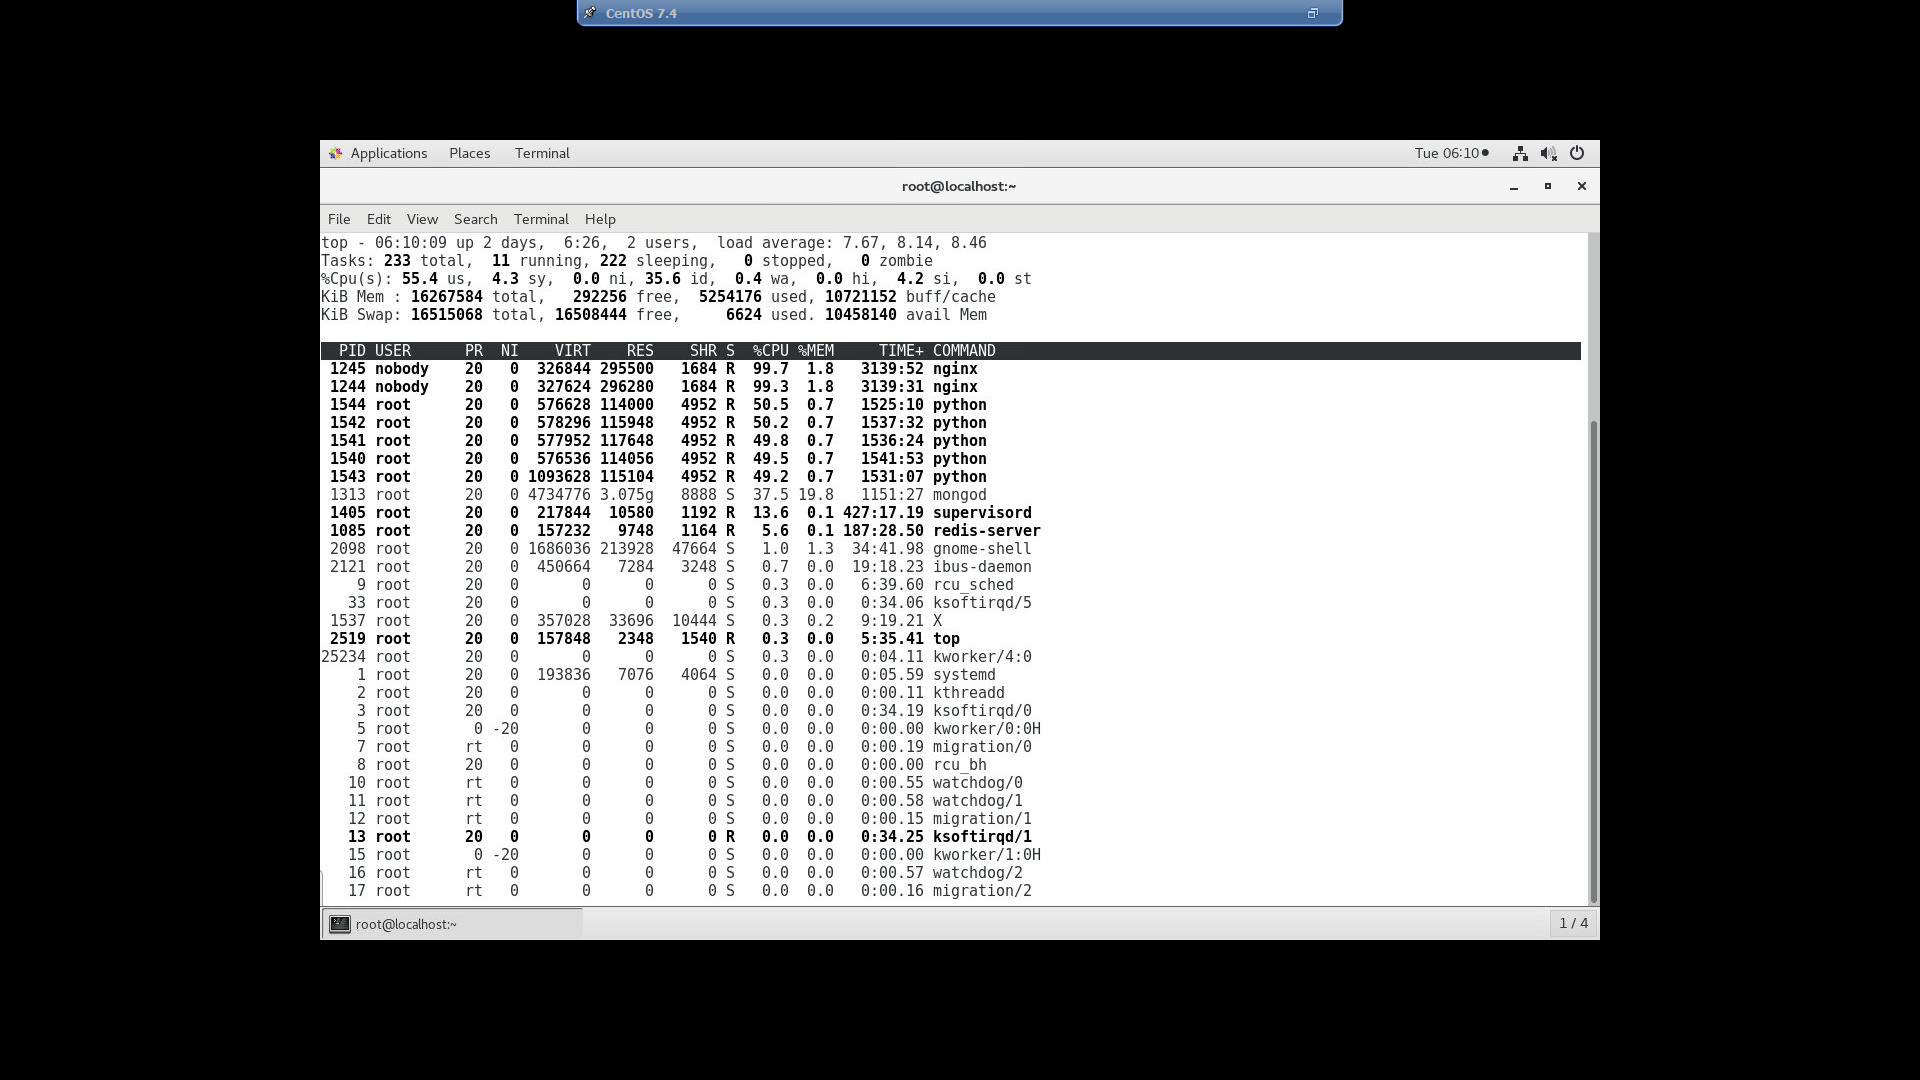 CentOS 7.4
Applications Places Terminal Tue 06:10
root@localhost:~
File Edit View Search Terminal Help
top - 06:10:09 up 2 days,  6:26,  2 users,  load average: 7.67, 8.14, 8.46
Tasks: 233 total,  11 running, 222 sleeping,   0 stopped,   0 zombie
%Cpu(s): 55.4 us,  4.3 sy,  0.0 ni, 35.6 id,  0.4 wa,  0.0 hi,  4.2 si,  0.0 st
KiB Mem : 16267584 total,   292256 free,  5254176 used, 10721152 buff/cache
KiB Swap: 16515068 total, 16508444 free,     6624 used. 10458140 avail Mem
PID USER PR NI VIRT RES SHR S %CPU %MEM TIME+ COMMAND
1245 nobody 20 0 326844 295500 1684 R 99.7 1.8 3139:52 nginx
1244 nobody 20 0 327624 296280 1684 R 99.3 1.8 3139:31 nginx
1544 root 20 0 576628 114000 4952 R 50.5 0.7 1525:10 python
1542 root 20 0 578296 115948 4952 R 50.2 0.7 1537:32 python
1541 root 20 0 577952 117648 4952 R 49.8 0.7 1536:24 python
1540 root 20 0 576536 114056 4952 R 49.5 0.7 1541:53 python
1543 root 20 0 1093628 115104 4952 R 49.2 0.7 1531:07 python
1313 root 20 0 4734776 3.075g 8888 S 37.5 19.8 1151:27 mongod
1405 root 20 0 217844 10580 1192 R 13.6 0.1 427:17.19 supervisord
1085 root 20 0 157232 9748 1164 R 5.6 0.1 187:28.50 redis-server
2098 root 20 0 1686036 213928 47664 S 1.0 1.3 34:41.98 gnome-shell
2121 root 20 0 450664 7284 3248 S 0.7 0.0 19:18.23 ibus-daemon
9 root 20 0 0 0 0 S 0.3 0.0 6:39.60 rcu_sched
33 root 20 0 0 0 0 S 0.3 0.0 0:34.06 ksoftirqd/5
1537 root 20 0 357028 33696 10444 S 0.3 0.2 9:19.21 X
2519 root 20 0 157848 2348 1540 R 0.3 0.0 5:35.41 top
25234 root 20 0 0 0 0 S 0.3 0.0 0:04.11 kworker/4:0
1 root 20 0 193836 7076 4064 S 0.0 0.0 0:05.59 systemd
2 root 20 0 0 0 0 S 0.0 0.0 0:00.11 kthreadd
3 root 20 0 0 0 0 S 0.0 0.0 0:34.19 ksoftirqd/0
5 root 0 -20 0 0 0 S 0.0 0.0 0:00.00 kworker/0:0H
7 root rt 0 0 0 0 S 0.0 0.0 0:00.19 migration/0
8 root 20 0 0 0 0 S 0.0 0.0 0:00.00 rcu_bh
10 root rt 0 0 0 0 S 0.0 0.0 0:00.55 watchdog/0
11 root rt 0 0 0 0 S 0.0 0.0 0:00.58 watchdog/1
12 root rt 0 0 0 0 S 0.0 0.0 0:00.15 migration/1
13 root 20 0 0 0 0 R 0.0 0.0 0:34.25 ksoftirqd/1
15 root 0 -20 0 0 0 S 0.0 0.0 0:00.00 kworker/1:0H
16 root rt 0 0 0 0 S 0.0 0.0 0:00.57 watchdog/2
17 root rt 0 0 0 0 S 0.0 0.0 0:00.16 migration/2
root@localhost:~ 1 / 4